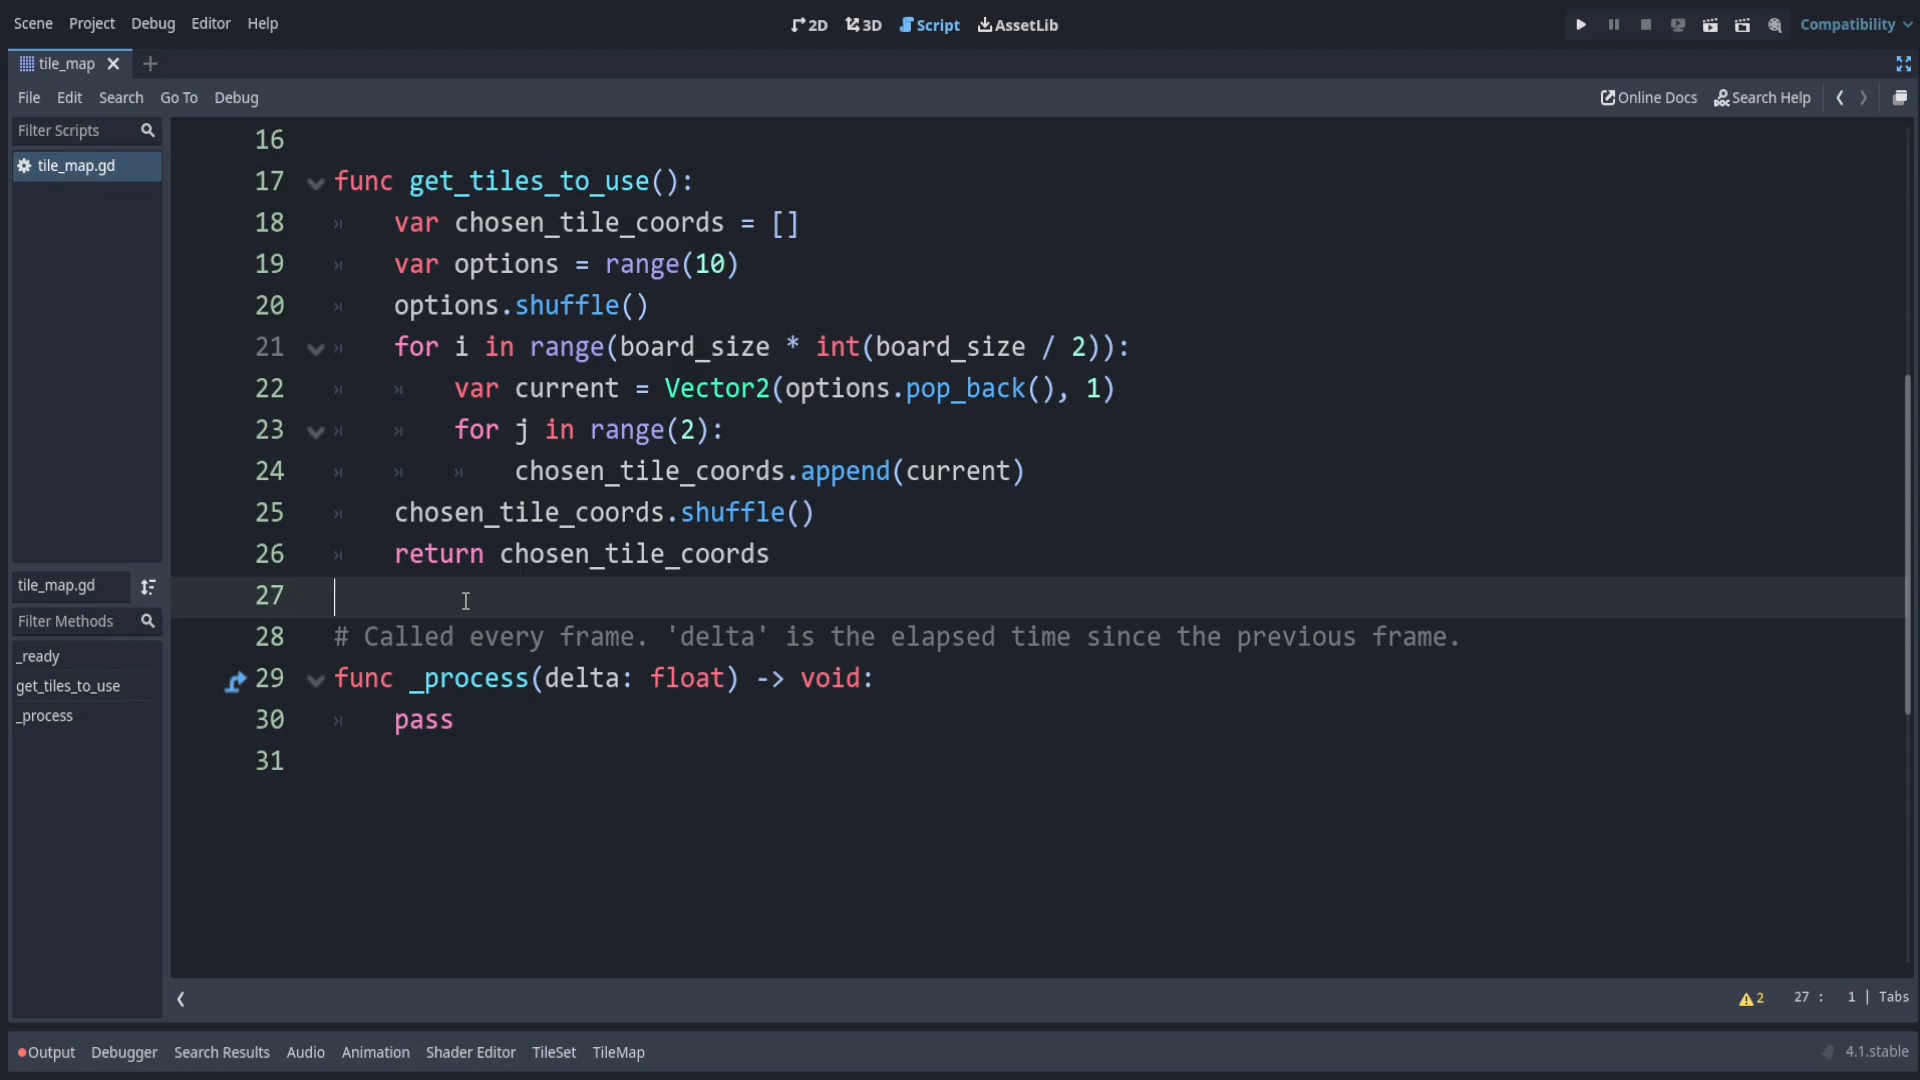 Scene Project Debug Editor Help 2D 3D Script AssetLib Compatibility
tile_map
File Edit Search Go To Debug Online Docs Search Help
Filter Scripts
tile_map.gd
16
17 func get_tiles_to_use():
18 var chosen_tile_coords = []
19 var options = range(10)
20 options.shuffle()
21 for i in range(board_size * int(board_size / 2)):
22 var current = Vector2(options.pop_back(), 1)
23 for j in range(2):
24 chosen_tile_coords.append(current)
25 chosen_tile_coords.shuffle()
26 return chosen_tile_coords
27
28 # Called every frame. 'delta' is the elapsed time since the previous frame.
29 func _process(delta: float) -> void:
30 pass
31
tile_map.gd
Filter Methods
_ready
get_tiles_to_use
_process
2 27 : 1 | Tabs
Output Debugger Search Results Audio Animation Shader Editor TileSet TileMap 4.1.stable